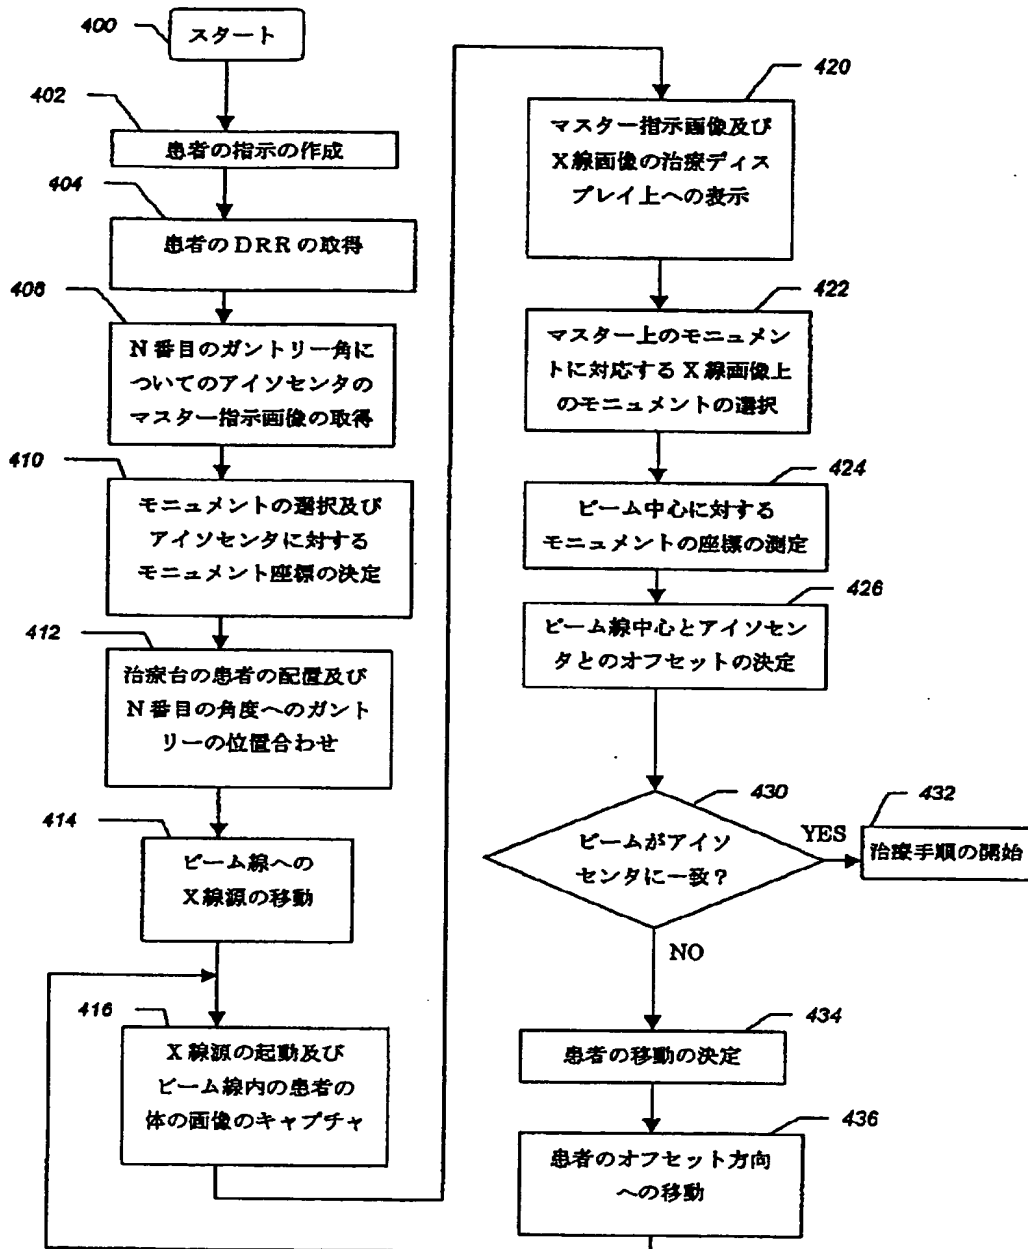 400
スタート
402
患者の指示の作成
404
患者のDRRの取得
408
N番目のガントリー角に
ついてのアイソセンタの
マスター指示画像の取得
410
モニュメントの選択及び
アイソセンタに対する
モニュメント座標の決定
412
治療台の患者の配置及び
N番目の角度へのガント
リーの位置合わせ
414
ビーム線への
X線源の移動
416
X線源の起動及び
ビーム線内の患者の
体の画像のキャプチャ
420
マスター指示画像及び
X線画像の治療ディス
プレイ上への表示
422
マスター上のモニュメン
トに対応するX線画像上
のモニュメントの選択
424
ビーム中心に対する
モニュメントの座標の測定
426
ビーム線中心とアイソセン
タとのオフセットの決定
430
ビームがアイソ
センタに一致?
YES
432
治療手順の開始
NO
434
患者の移動の決定
436
患者のオフセット方向
への移動